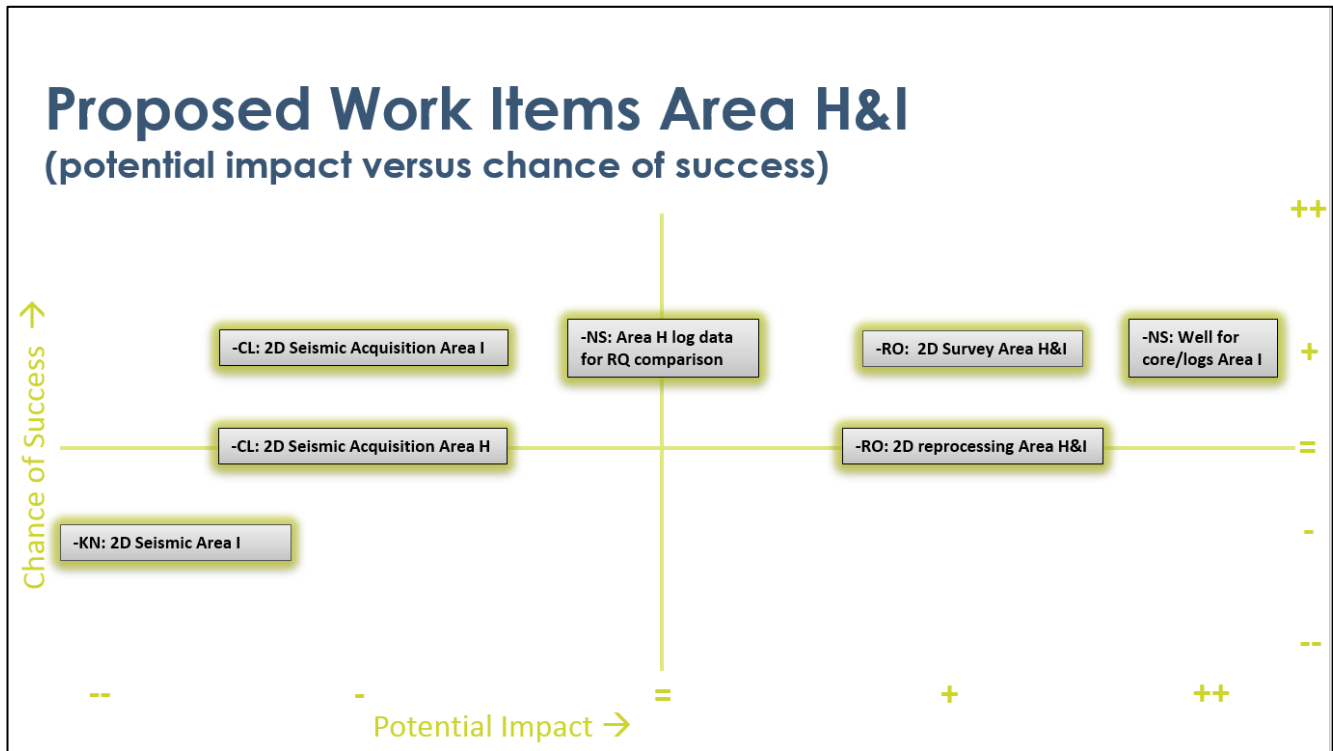 Proposed Work Items Area H&I
(potential impact versus chance of success)
++
-CL: 2D Seismic Acquisition Area I
-NS: Area H log data
for RQ comparison
-RO:  2D Survey Area H&I
-NS: Well for
core/logs Area I
+
-CL: 2D Seismic Acquisition Area H
-RO: 2D reprocessing Area H&I
=
-KN: 2D Seismic Area I
-
Chance of Success →
--
--
-
=
+
++
Potential Impact →